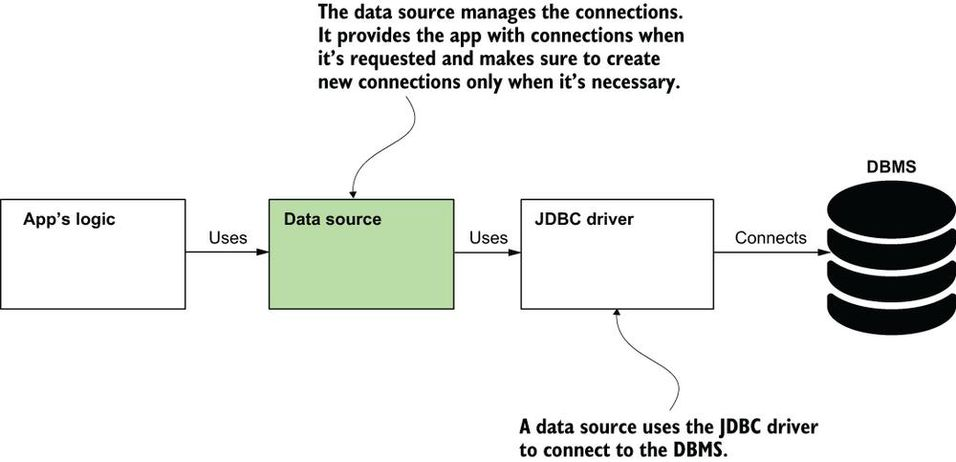 The data source manages the connections.
It provides the app with connections when
it's requested and makes sure to create
new connections only when it's necessary.
DBMS
App's logic
Uses
Data source
Uses
JDBC driver
Connects
A data source uses the JDBC driver
to connect to the DBMS.